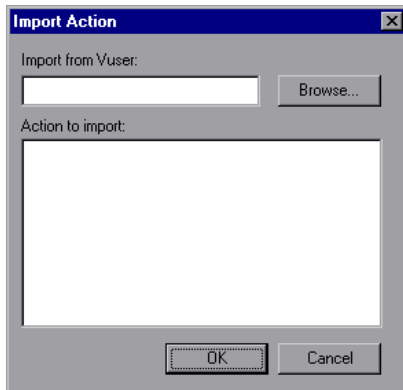 Import Action
Import from Vuser:
Browse...
Action to import:
OK
Cancel